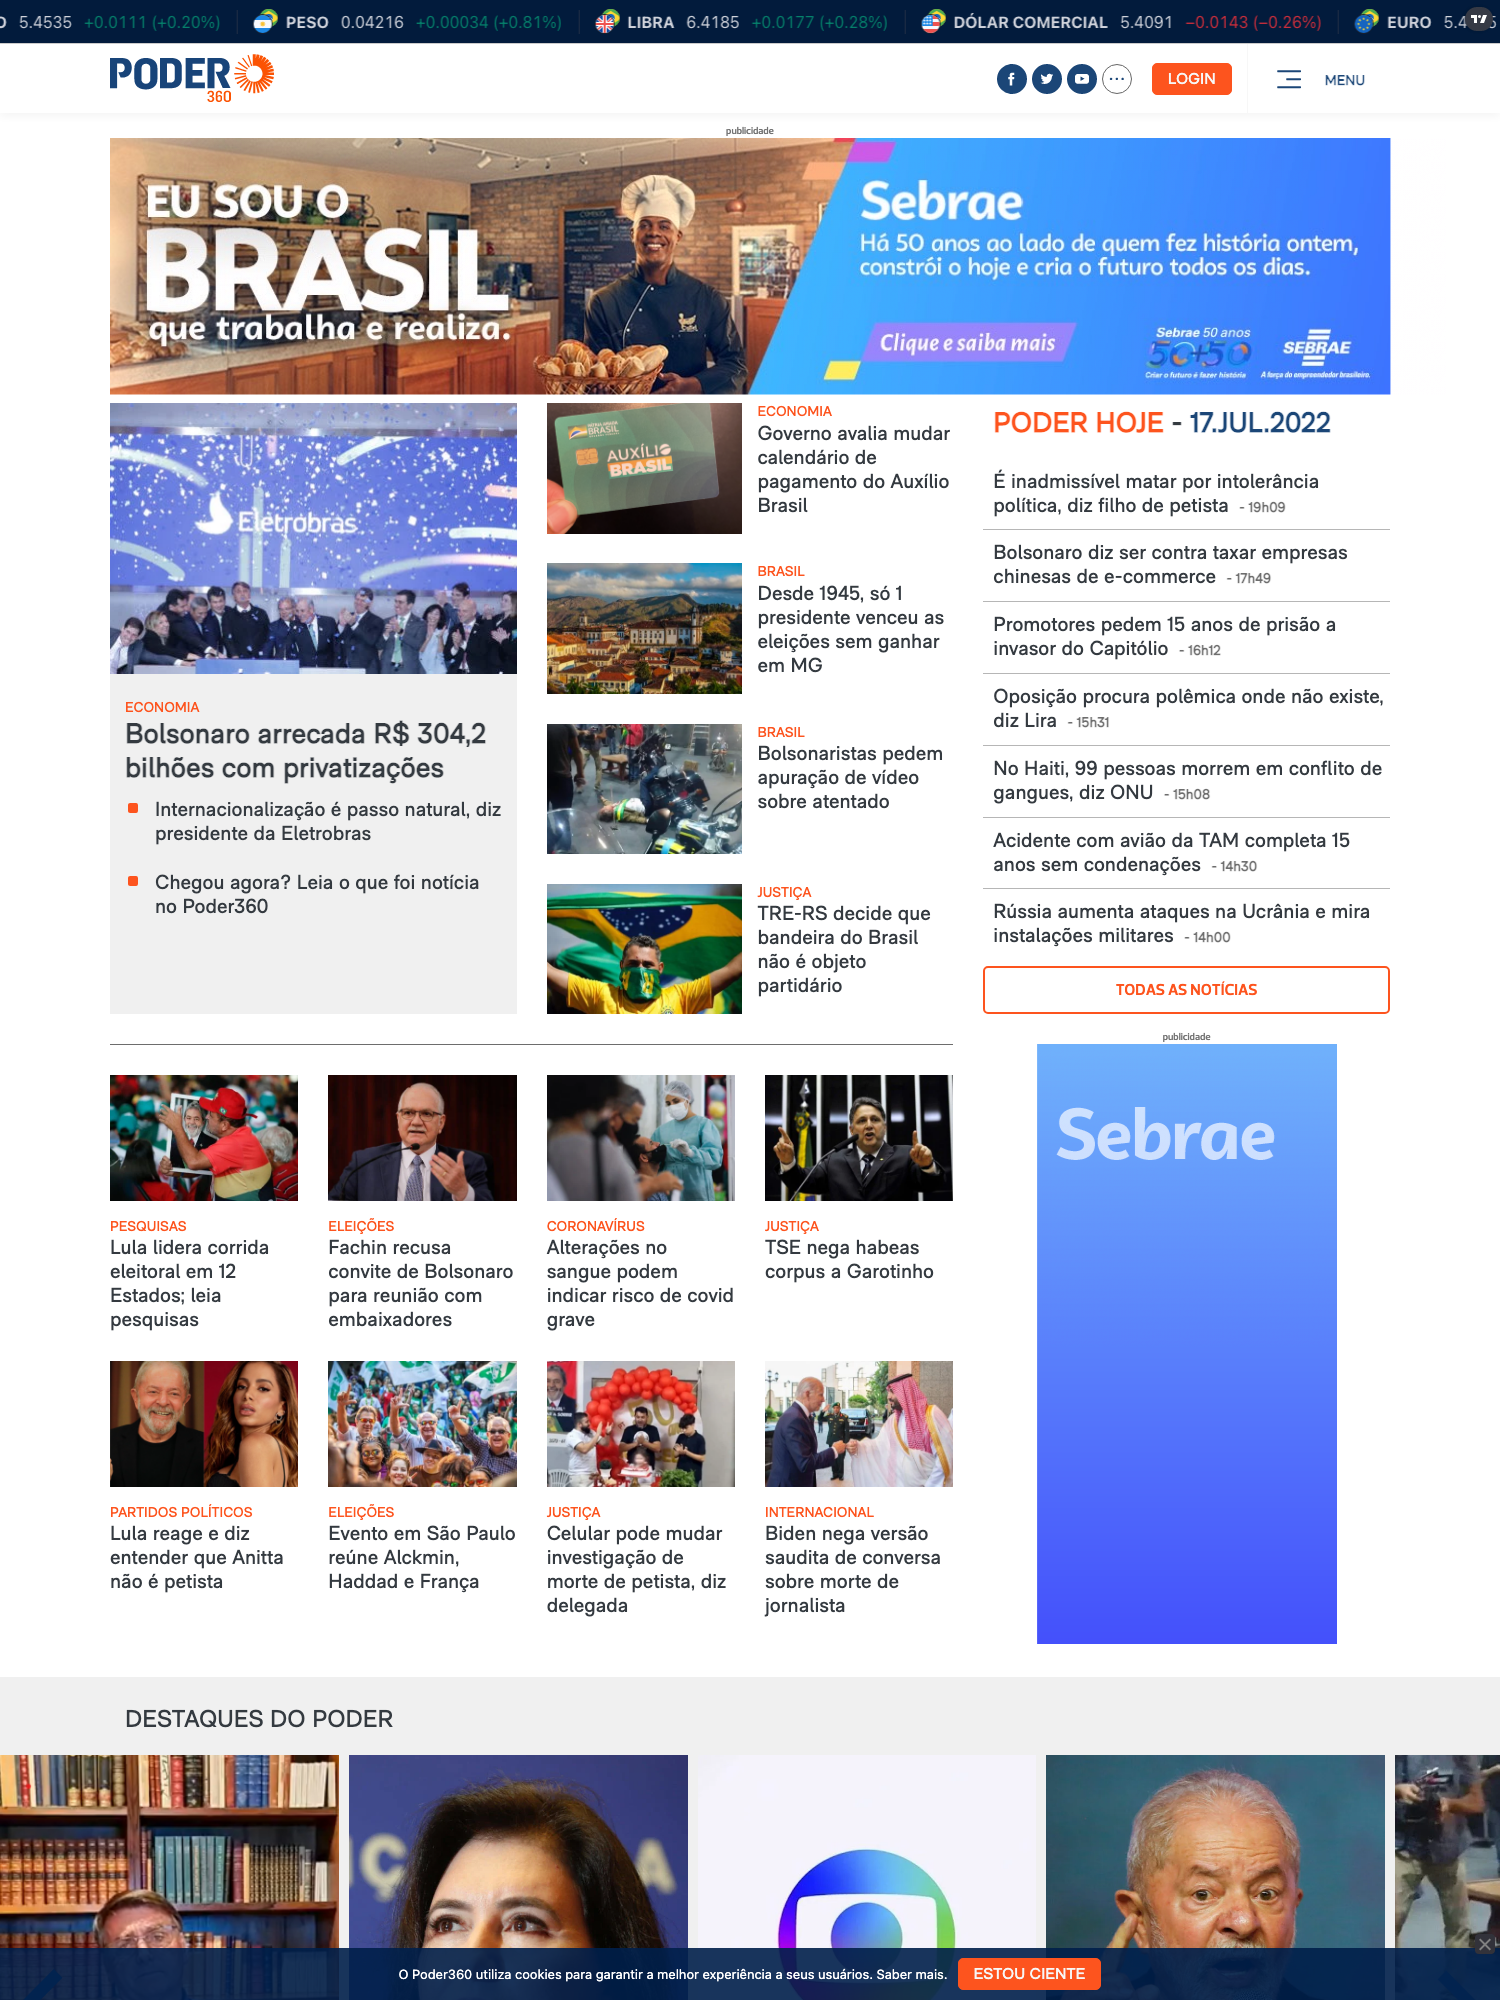 O 5.4535 +0.0111 (+0.20%) PESO 0.04216 +0.00034 (+0.81%) LIBRA 6.4185 +0.0177 (+0.28%) DÓLAR COMERCIAL 5.4091 −0.0143 (−0.26%) EURO
PODER
360
LOGIN
MENU
publicidade
EU SOU O
BRASIL
que trabalha e realiza.
Sebrae
Há 50 anos ao lado de quem fez história ontem,
constrói o hoje e cria o futuro todos os dias.
Clique e saiba mais
Sebrae 50 anos
50+50
Criar o futuro é fazer história
SEBRAE
A força do empreendedor brasileiro.
Eletrobras
ECONOMIA
Bolsonaro arrecada R$ 304,2
bilhões com privatizações
Internacionalização é passo natural, diz
presidente da Eletrobras
Chegou agora? Leia o que foi notícia
no Poder360
BRASIL
AUXÍLIO
BRASIL
ECONOMIA
Governo avalia mudar
calendário de
pagamento do Auxílio
Brasil
BRASIL
Desde 1945, só 1
presidente venceu as
eleições sem ganhar
em MG
BRASIL
Bolsonaristas pedem
apuração de vídeo
sobre atentado
JUSTIÇA
TRE-RS decide que
bandeira do Brasil
não é objeto
partidário
PODER HOJE - 17.JUL.2022
É inadmissível matar por intolerância
política, diz filho de petista - 19h09
Bolsonaro diz ser contra taxar empresas
chinesas de e-commerce - 17h49
Promotores pedem 15 anos de prisão a
invasor do Capitólio - 16h12
Oposição procura polêmica onde não existe,
diz Lira - 15h31
No Haiti, 99 pessoas morrem em conflito de
gangues, diz ONU - 15h08
Acidente com avião da TAM completa 15
anos sem condenações - 14h30
Rússia aumenta ataques na Ucrânia e mira
instalações militares - 14h00
TODAS AS NOTÍCIAS
publicidade
Sebrae
PESQUISAS
Lula lidera corrida
eleitoral em 12
Estados; leia
pesquisas
ELEIÇÕES
Fachin recusa
convite de Bolsonaro
para reunião com
embaixadores
CORONAVÍRUS
Alterações no
sangue podem
indicar risco de covid
grave
JUSTIÇA
TSE nega habeas
corpus a Garotinho
PARTIDOS POLÍTICOS
Lula reage e diz
entender que Anitta
não é petista
ELEIÇÕES
Evento em São Paulo
reúne Alckmin,
Haddad e França
JUSTIÇA
Celular pode mudar
investigação de
morte de petista, diz
delegada
INTERNACIONAL
Biden nega versão
saudita de conversa
sobre morte de
jornalista
DESTAQUES DO PODER
O Poder360 utiliza cookies para garantir a melhor experiência a seus usuários. Saber mais.
ESTOU CIENTE